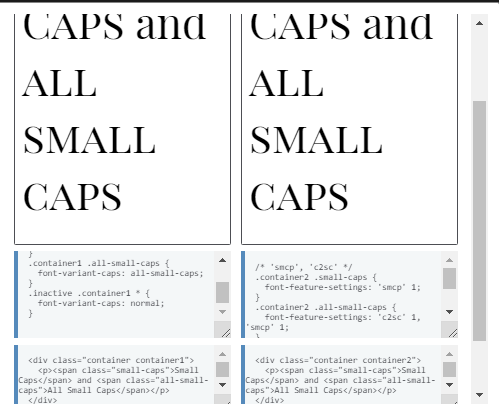 CAPS and
ALL
SMALL
CAPS
CAPS and
ALL
SMALL
CAPS
}
.container1 .all-small-caps {
font-variant-caps: all-small-caps;
}
.inactive .container1 * {
font-variant-caps: normal;
}
/* 'smcp', 'c2sc' */
.container2 .small-caps {
font-feature-settings: 'smcp' 1;
}
.container2 .all-small-caps {
font-feature-settings: 'c2sc' 1,
'smcp' 1;
}
<div class="container container1">
<p><span class="small-caps">Small
Caps</span> and <span class="all-small-
caps">All Small Caps</span></p>
</div>
<div class="container container2">
<p><span class="small-caps">Small
Caps</span> and <span class="all-small-
caps">All Small Caps</span></p>
</div>